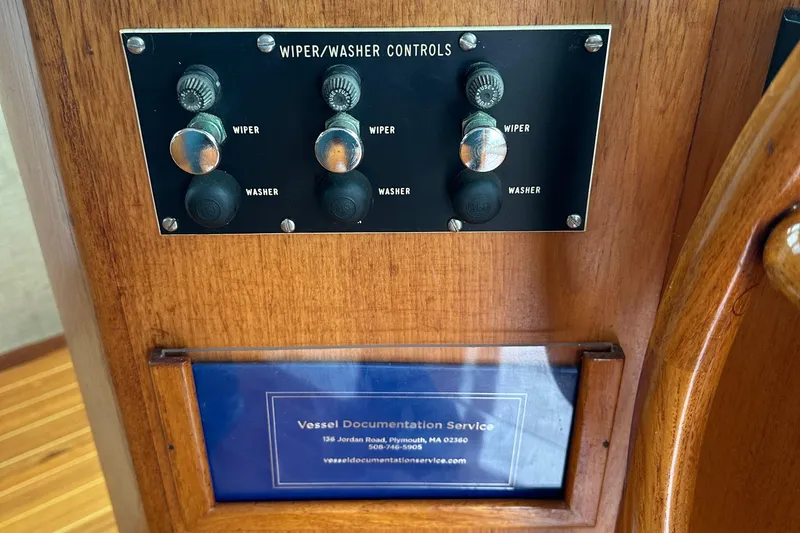 WIPER/WASHER CONTROLS
WIPER WIPER WIPER
WASHER WASHER WASHER
Vessel Documentation Service
136 Jordan Road, Plymouth, MA 02360
508-746-5905
vesseldocumentationservice.com